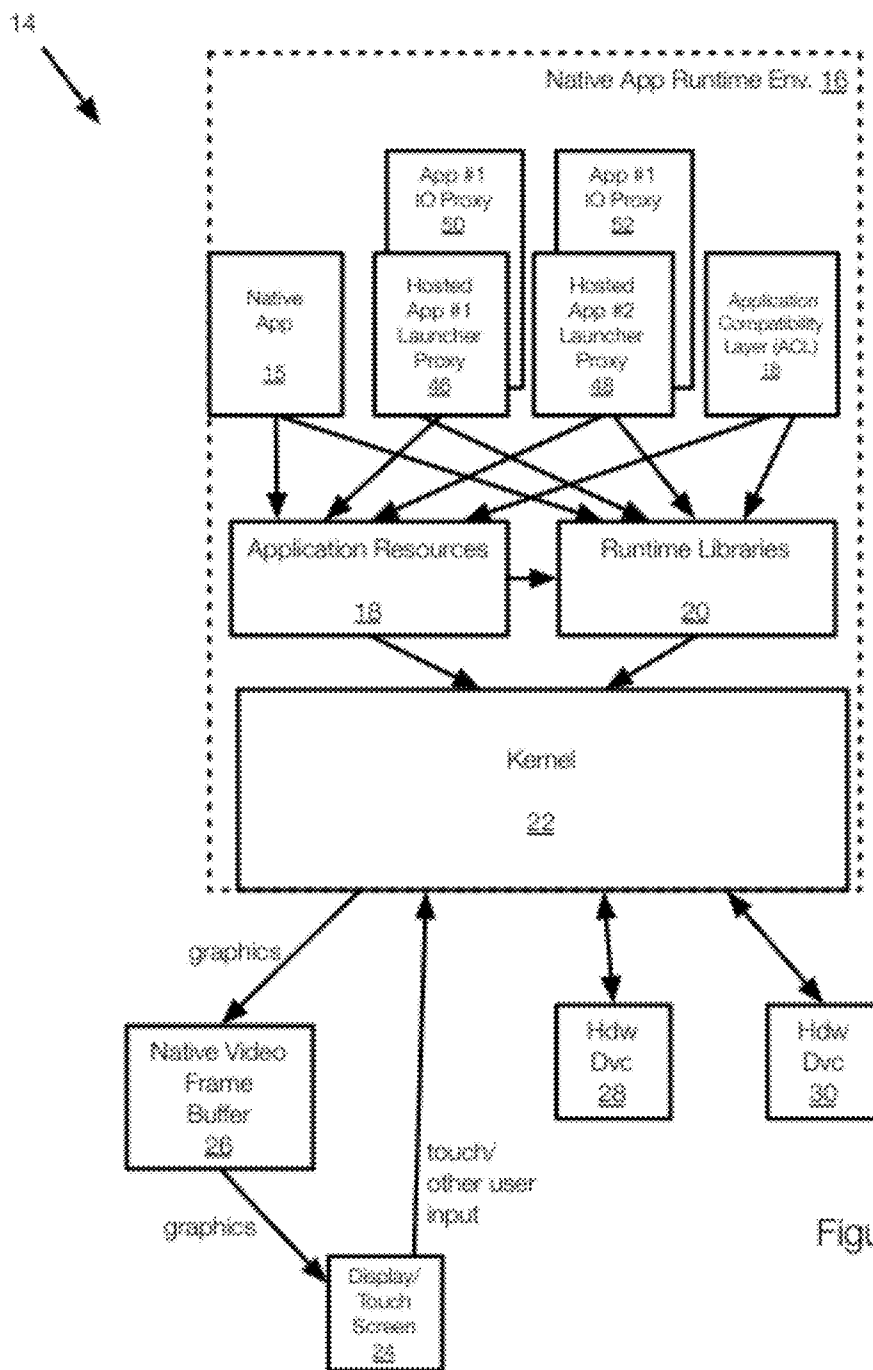 14
Native App Runtime Env. 16
App #1
IO Proxy
50
App #1
IO Proxy
52
Native
App
15
Hosted
App #1
Launcher
Proxy
46
Hosted
App #2
Launcher
Proxy
48
Application
Compatibility
Layer (ACL)
Application Resources
18
Runtime Libraries
20
Kernel
22
graphics
Native Video
Frame
Buffer
26
Hdw
Dvc
28
Hdw
Dvc
30
touch/
other user
input
graphics
Display/
Touch
Screen
24
Figu